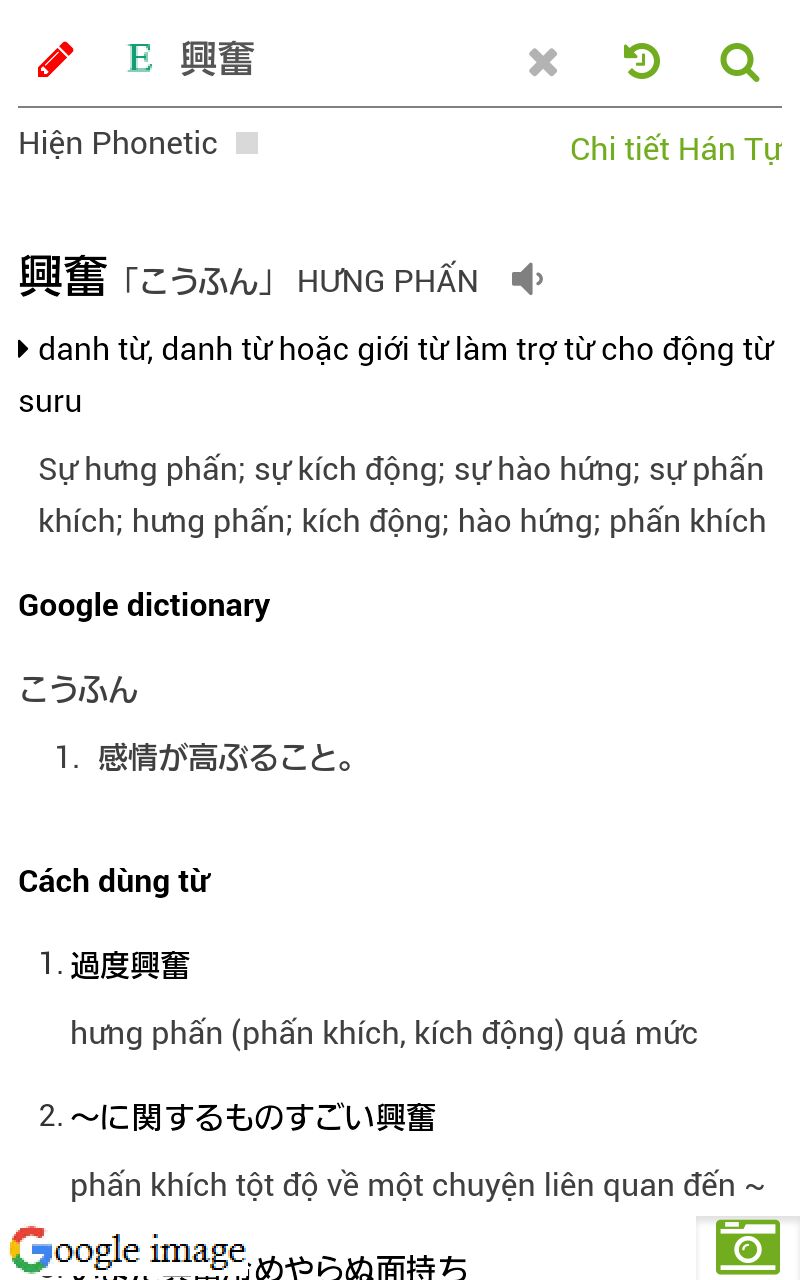 E 興奮
Hiện Phonetic
Chi tiết Hán Tự
興奮「こうふん」 HƯNG PHẤN
danh từ, danh từ hoặc giới từ làm trợ từ cho động từ
suru
Sự hưng phấn; sự kích động; sự hào hứng; sự phấn
khích; hưng phấn; kích động; hào hứng; phấn khích
Google dictionary
こうふん
1. 感情が高ぶること。
Cách dùng từ
1. 過度興奮
hưng phấn (phấn khích, kích động) quá mức
2. ～に関するものすごい興奮
phấn khích tột độ về một chuyện liên quan đến ~
Google image
めやらぬ面持ち